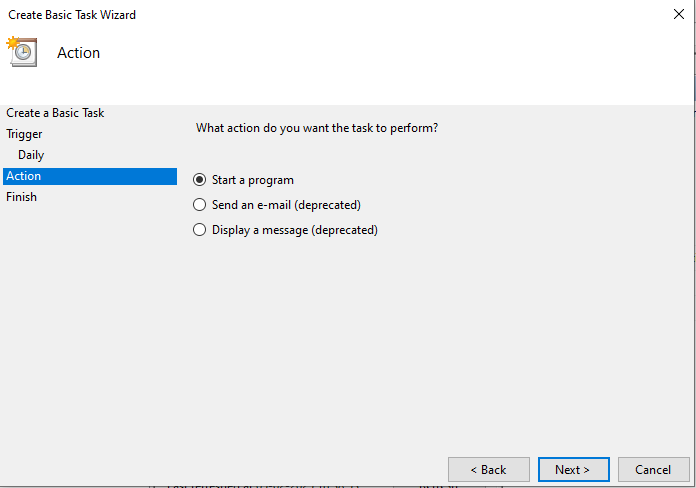 Create Basic Task Wizard
Action
Create a Basic Task
Trigger
Daily
Action
Finish
What action do you want the task to perform?
Start a program
Send an e-mail (deprecated)
Display a message (deprecated)
< Back
Next >
Cancel